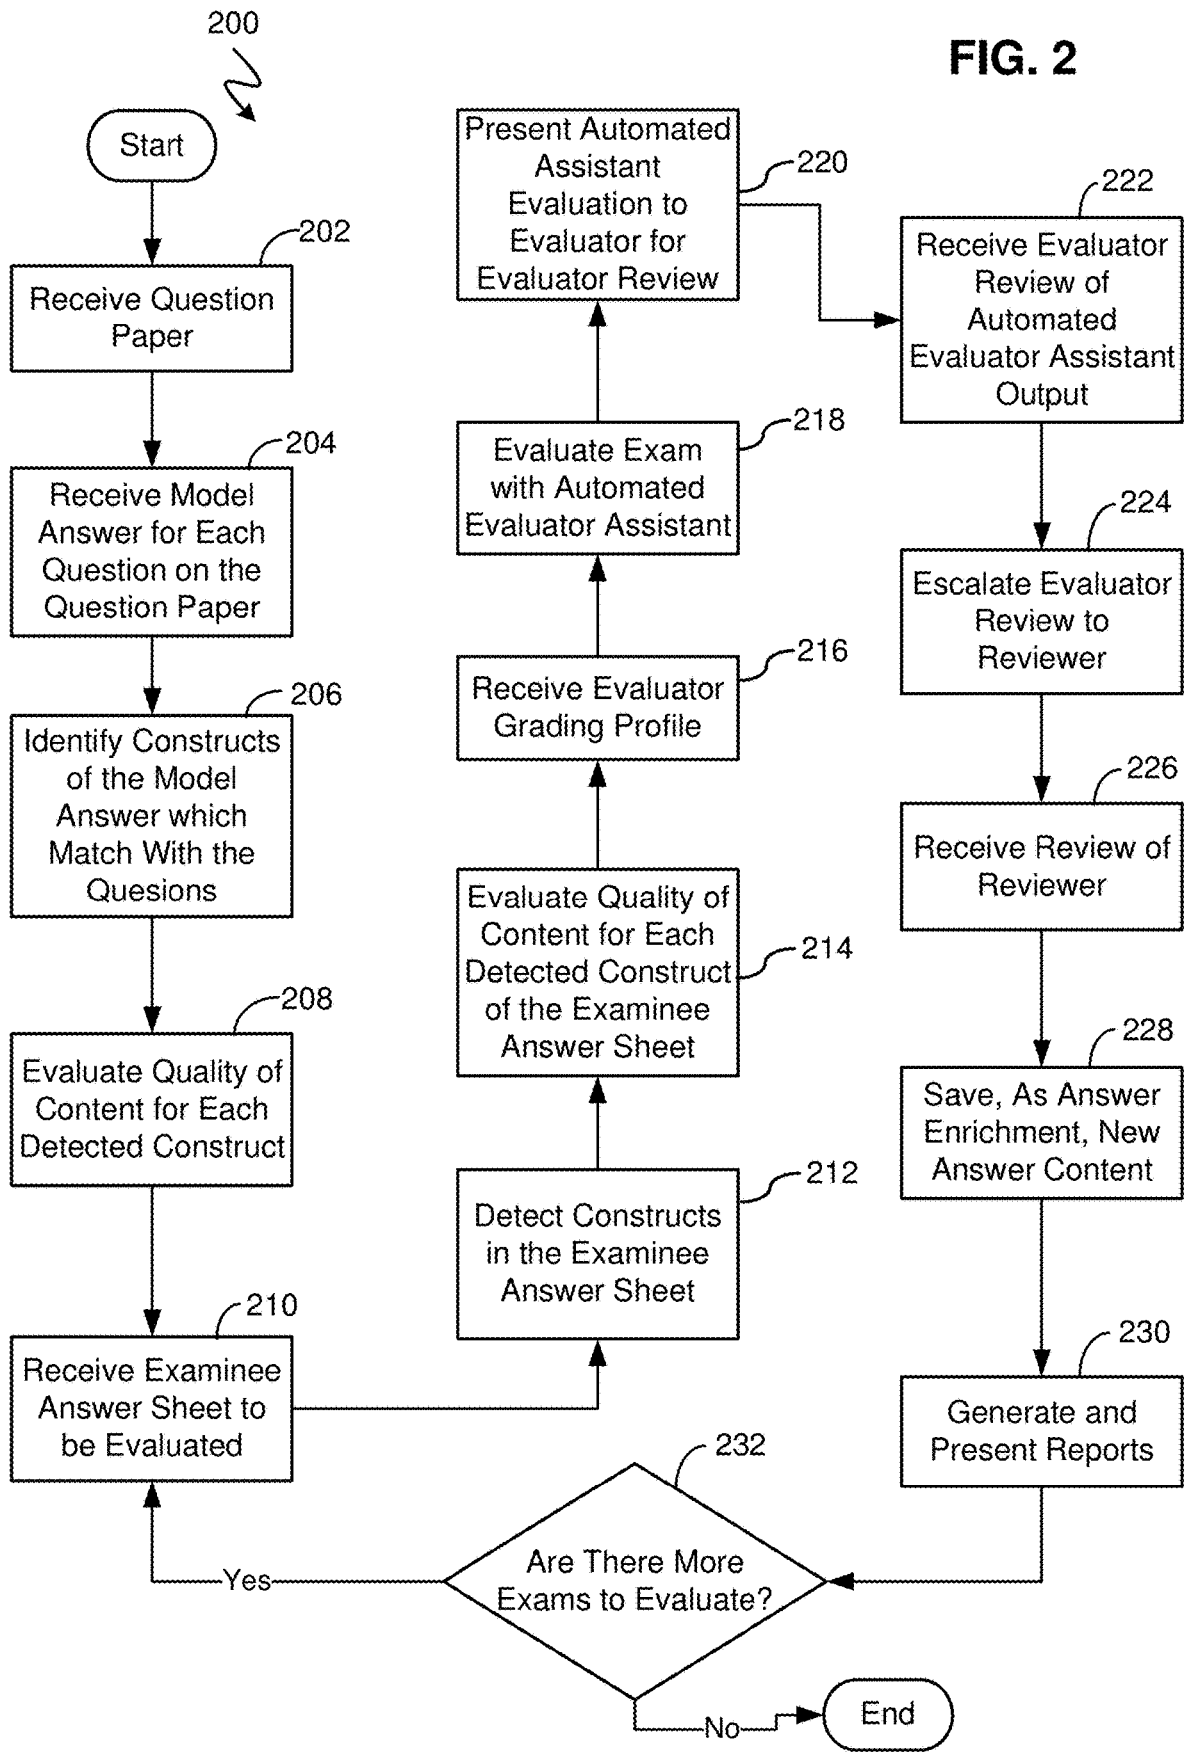 200
FIG. 2
Start
202
Receive Question
Paper
204
Receive Model
Answer for Each
Question on the
Question Paper
206
Identify Constructs
of the Model
Answer which
Match With the
Quesions
208
Evaluate Quality of
Content for Each
Detected Construct
210
Receive Examinee
Answer Sheet to
be Evaluated
212
Detect Constructs
in the Examinee
Answer Sheet
214
Evaluate Quality of
Content for Each
Detected Construct
of the Examinee
Answer Sheet
216
Receive Evaluator
Grading Profile
218
Evaluate Exam
with Automated
Evaluator Assistant
220
Present Automated
Assistant
Evaluation to
Evaluator for
Evaluator Review
222
Receive Evaluator
Review of
Automated
Evaluator Assistant
Output
224
Escalate Evaluator
Review to
Reviewer
226
Receive Review of
Reviewer
228
Save, As Answer
Enrichment, New
Answer Content
230
Generate and
Present Reports
232
Are There More
Exams to Evaluate?
Yes
No
End